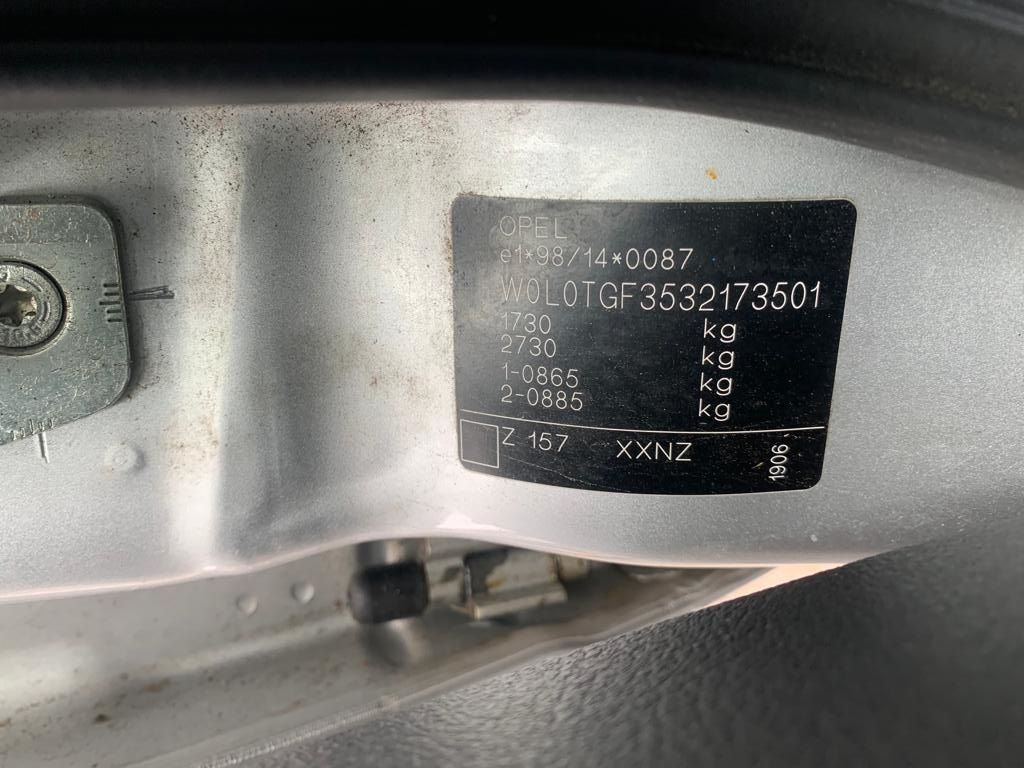 OPEL
e1*98/14*0087
W0L0TGF3532173501
1730 kg
2730 kg
1-0865 kg
2-0885 kg
Z 157 XXNZ
1906